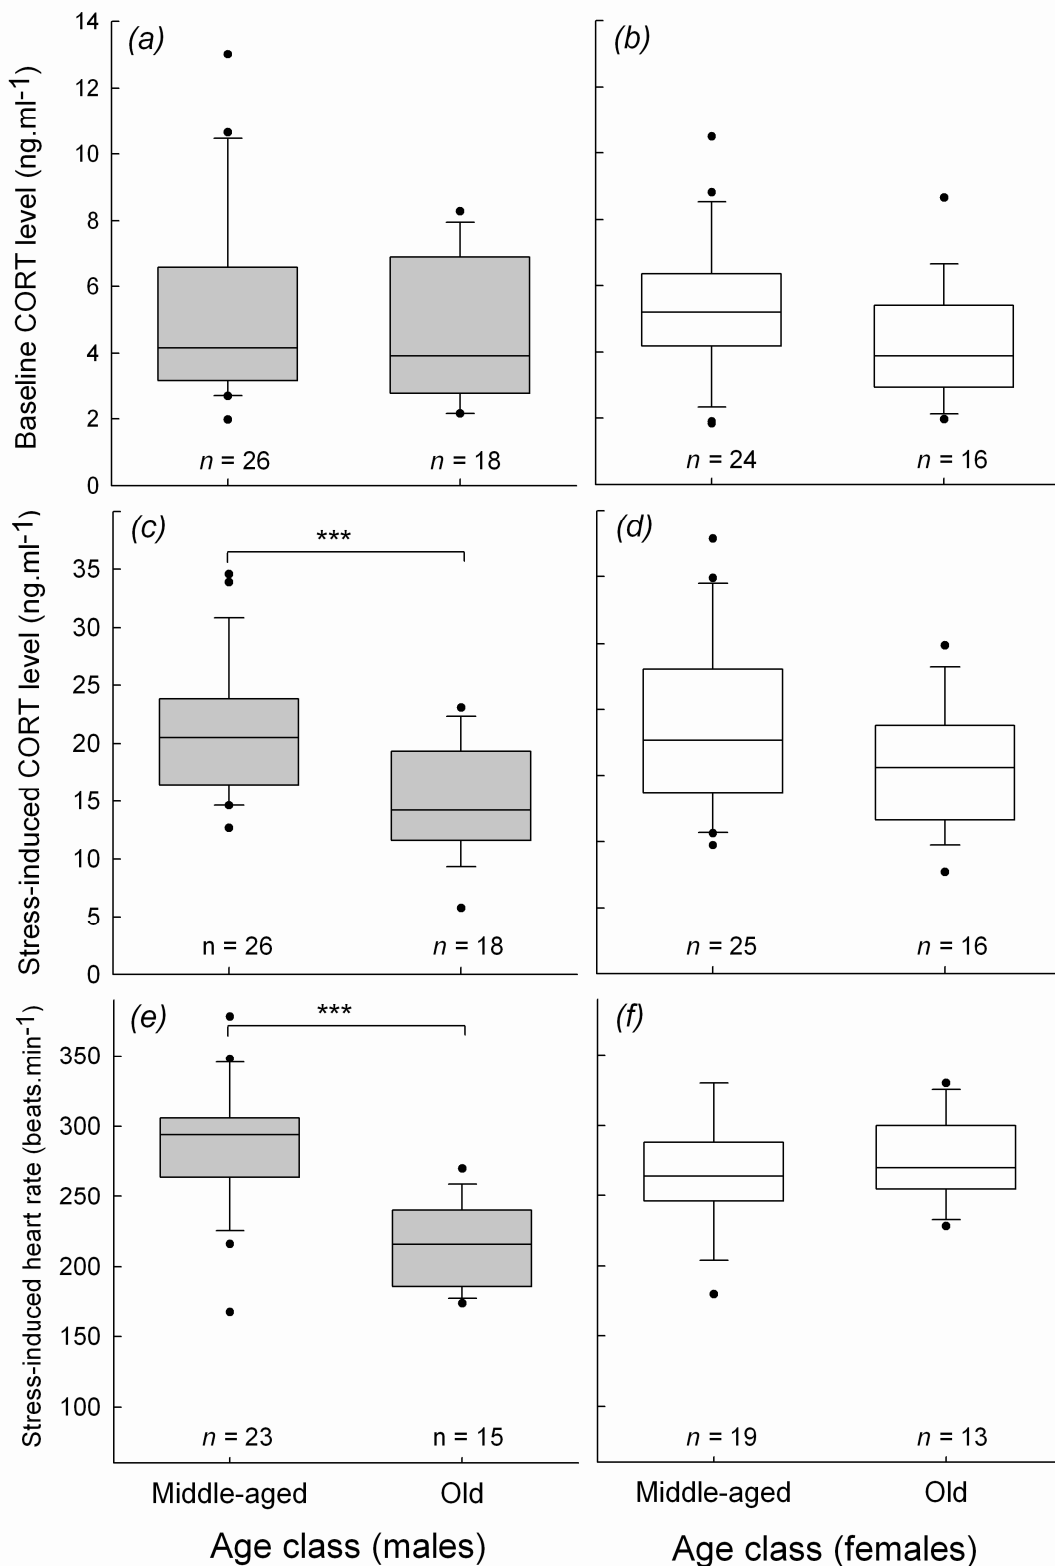 (a)
(b)
Baseline CORT level (ng.ml-1)
14
12
10
8
6
4
2
0
n = 26
n = 18
n = 24
n = 16
(c)
***
(d)
Stress-induced CORT level (ng.ml-1)
35
30
25
20
15
10
5
0
n = 26
n = 18
n = 25
n = 16
(e)
***
(f)
Stress-induced heart rate (beats.min-1)
350
300
250
200
150
100
n = 23
n = 15
n = 19
n = 13
Middle-aged
Old
Middle-aged
Old
Age class (males)
Age class (females)